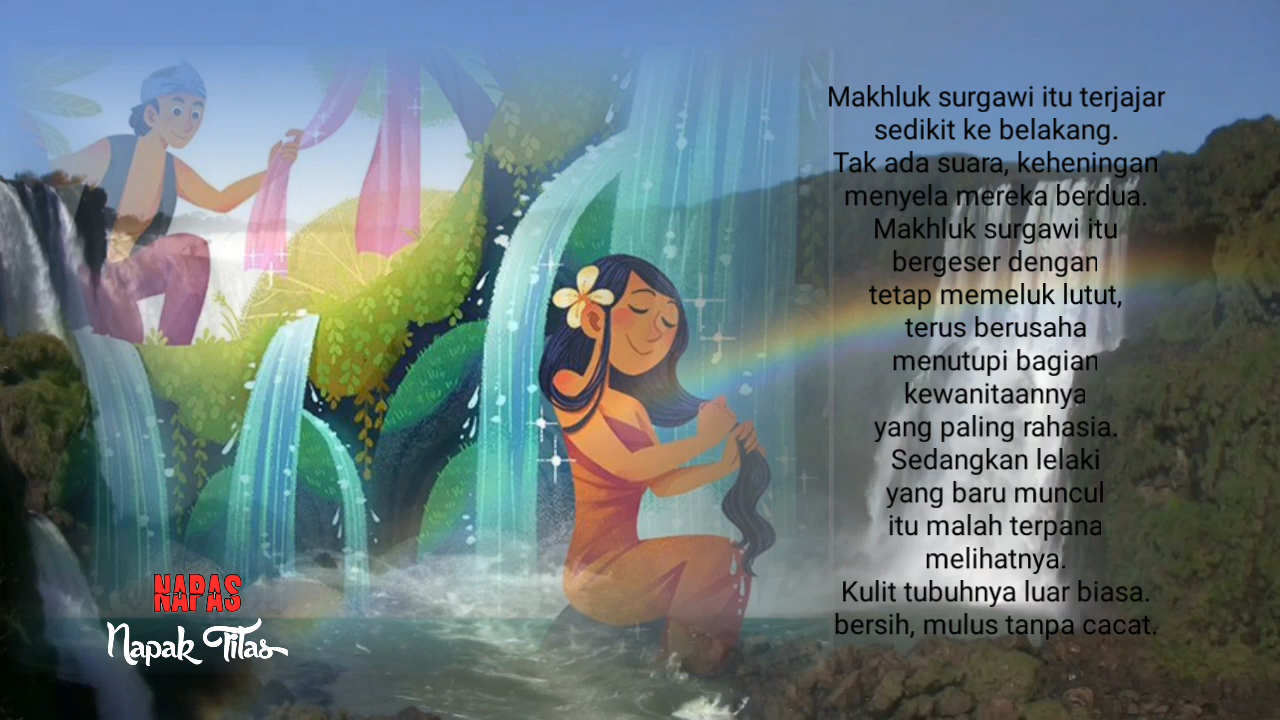 Makhluk surgawi itu terjajar
sedikit ke belakang.
Tak ada suara, keheningan
menyela mereka berdua.
Makhluk surgawi itu
bergeser dengan
tetap memeluk lutut,
terus berusaha
menutupi bagian
kewanitaannya
yang paling rahasia.
Sedangkan lelaki
yang baru muncul
itu malah terpana
melihatnya.
Kulit tubuhnya luar biasa.
bersih, mulus tanpa cacat.
NAPAS
Napak Tilas